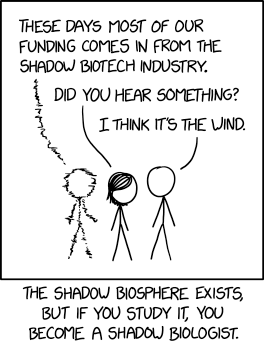 THESE DAYS MOST OF OUR
FUNDING COMES IN FROM THE
SHADOW BIOTECH INDUSTRY.
DID YOU HEAR SOMETHING?
I THINK IT'S THE WIND.
THE SHADOW BIOSPHERE EXISTS,
BUT IF YOU STUDY IT, YOU
BECOME A SHADOW BIOLOGIST.